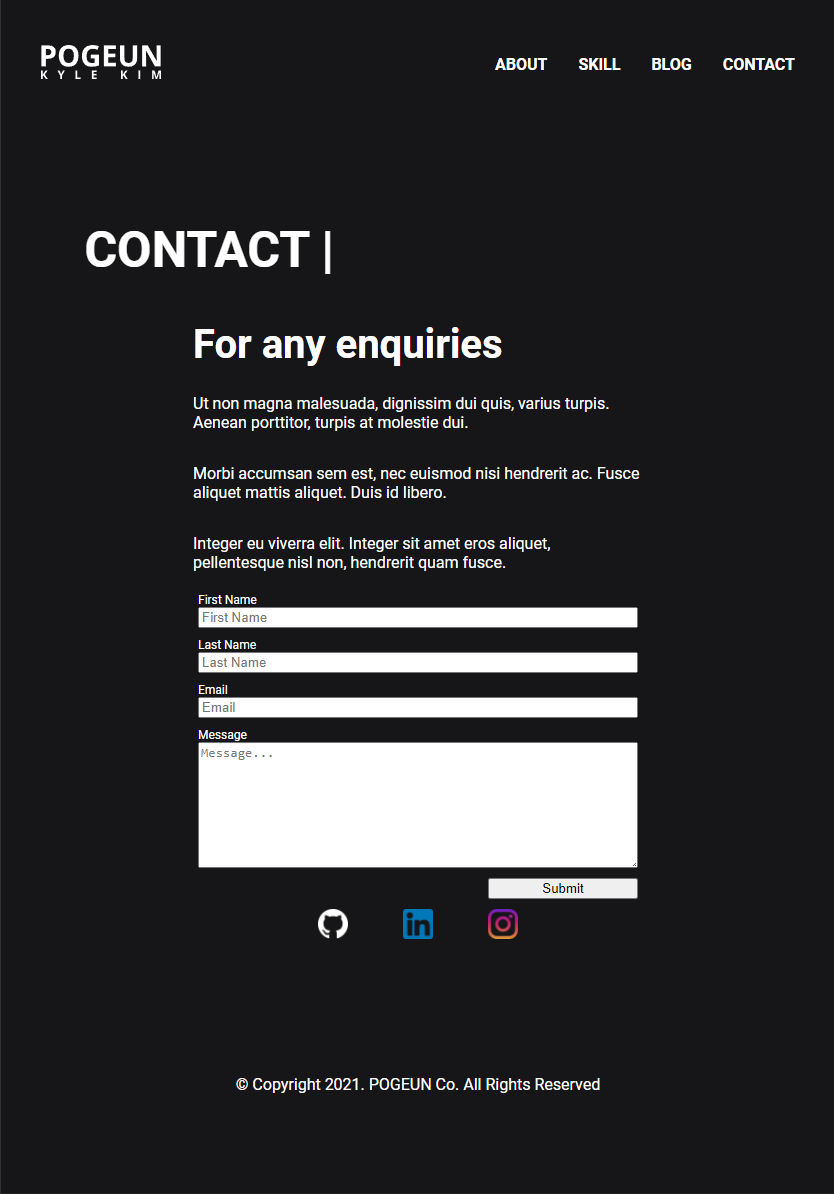 POGEUN
KYLE KIM
ABOUT SKILL BLOG CONTACT
CONTACT |
For any enquiries
Ut non magna malesuada, dignissim dui quis, varius turpis.
Aenean porttitor, turpis at molestie dui.
Morbi accumsan sem est, nec euismod nisi hendrerit ac. Fusce
aliquet mattis aliquet. Duis id libero.
Integer eu viverra elit. Integer sit amet eros aliquet,
pellentesque nisl non, hendrerit quam fusce.
First Name
First Name
Last Name
Last Name
Email
Email
Message
Message...
Submit
in
© Copyright 2021. POGEUN Co. All Rights Reserved